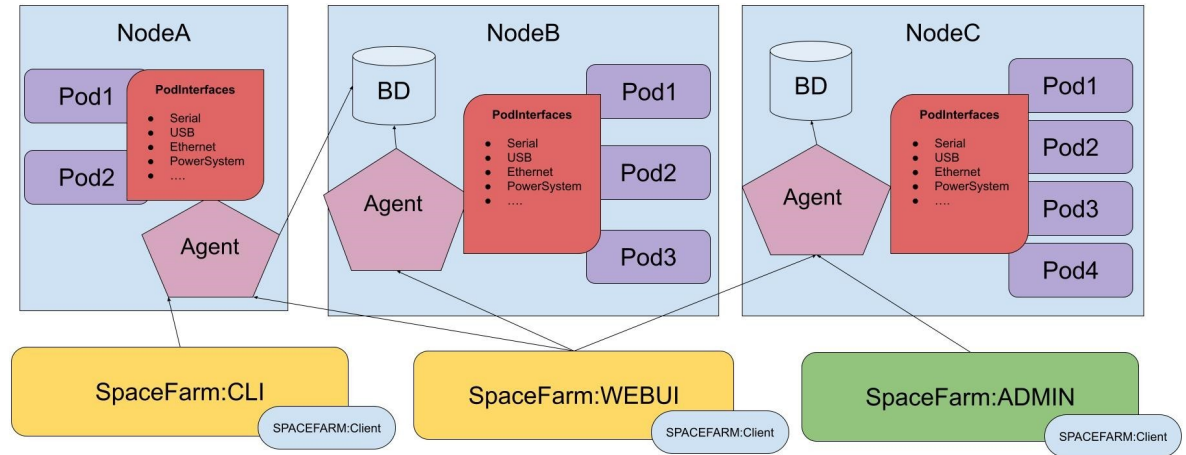 NodeA
Pod1
Pod2
PodInterfaces
● Serial
● USB
● Ethernet
● PowerSystem
● ....
Agent
NodeB
BD
Agent
PodInterfaces
● Serial
● USB
● Ethernet
● PowerSystem
● ....
Pod1
Pod2
Pod3
NodeC
BD
Agent
PodInterfaces
● Serial
● USB
● Ethernet
● PowerSystem
● ....
Pod1
Pod2
Pod3
Pod4
SpaceFarm:CLI
SPACEFARM:Client
SpaceFarm:WEBUI
SPACEFARM:Client
SpaceFarm:ADMIN
SPACEFARM:Client